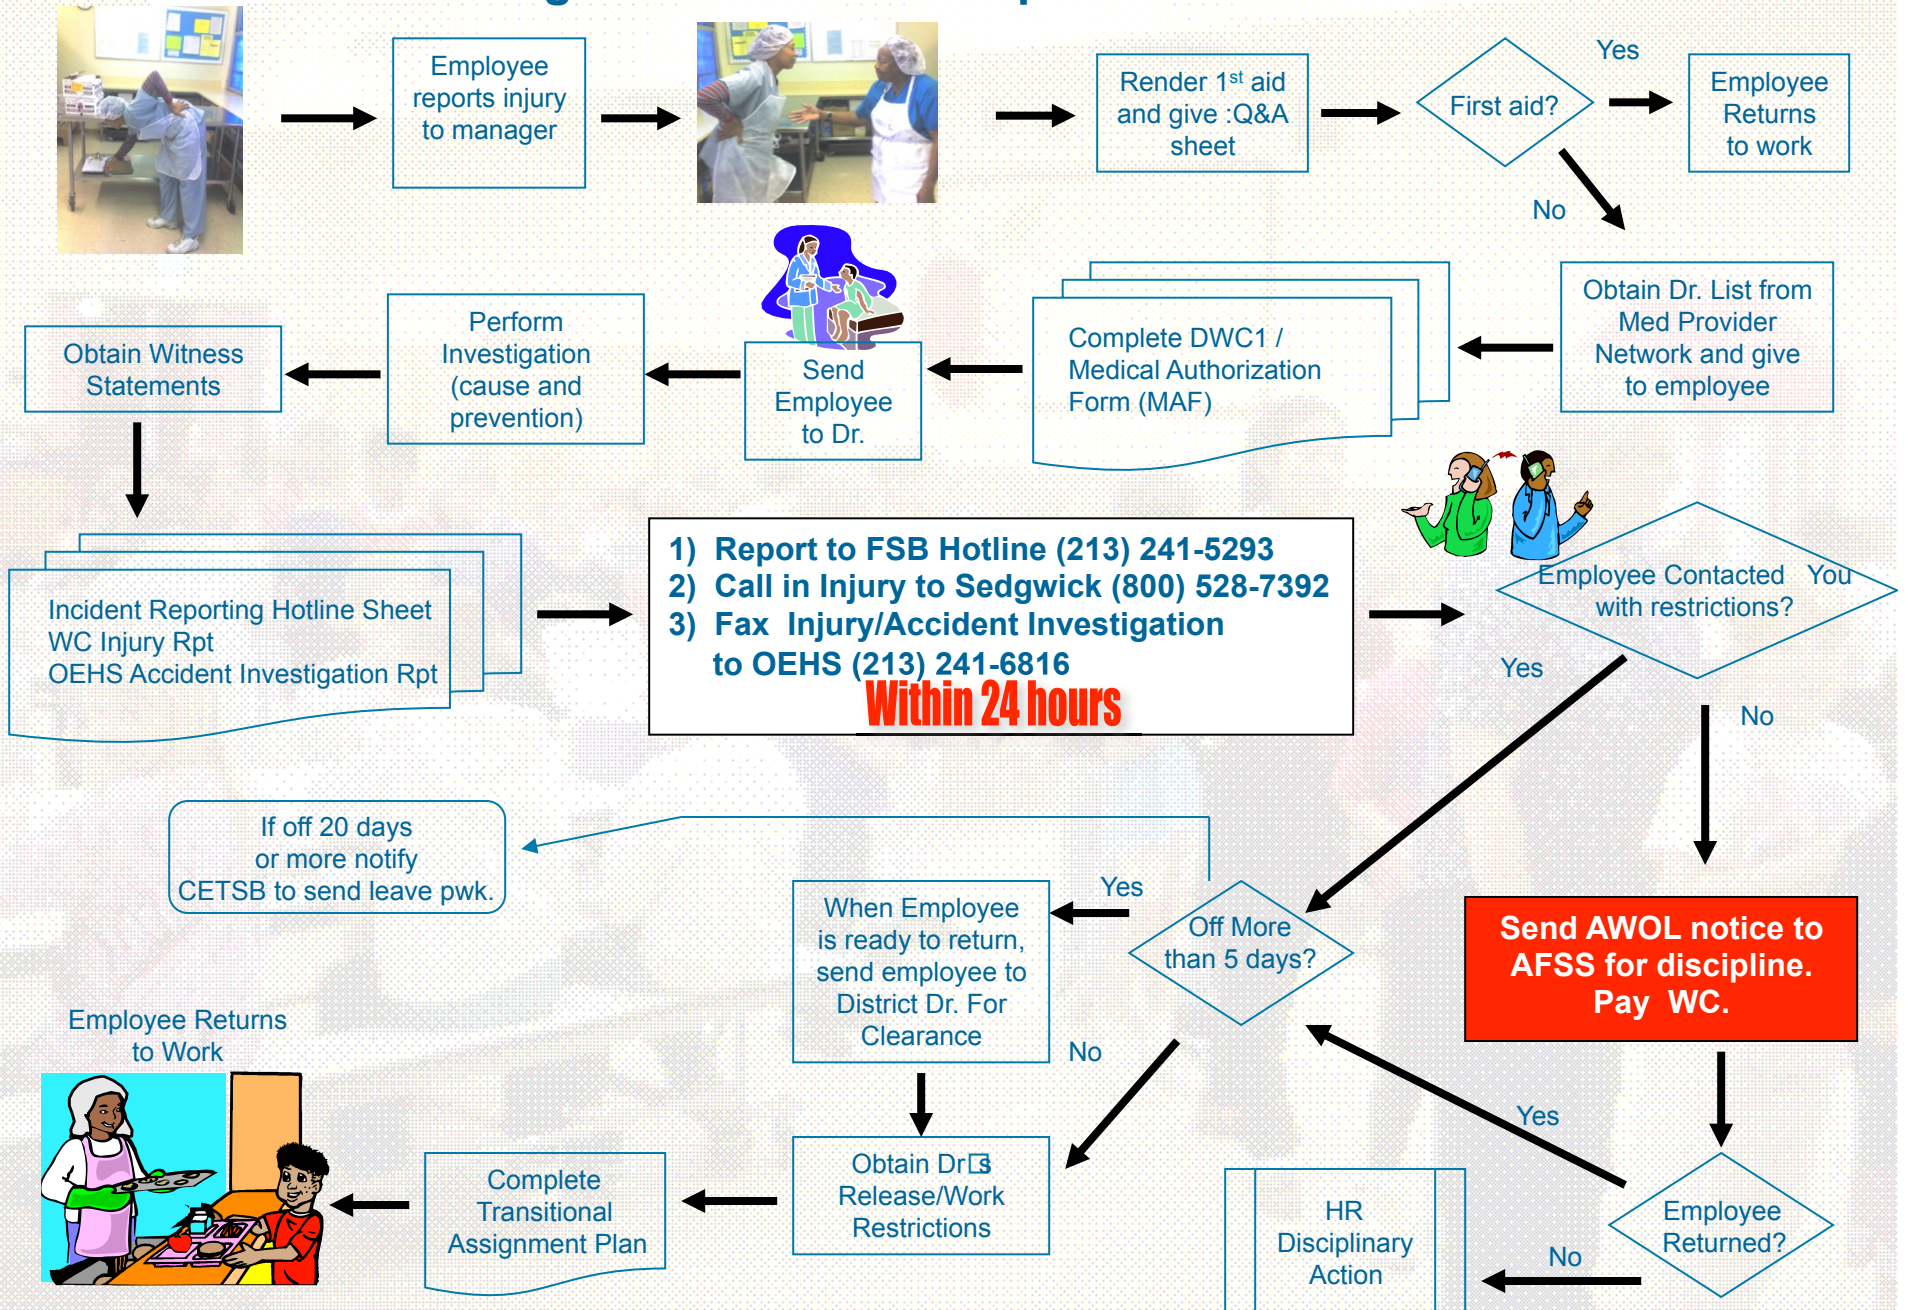 Employee
reports injury
to manager
Render 1st aid
and give :Q&A
sheet
First aid?
Yes
Employee
Returns
to work
No
Obtain Dr. List from
Med Provider
Network and give
to employee
Complete DWC1 /
Medical Authorization
Form (MAF)
Send
Employee
to Dr.
Perform
Investigation
(cause and
prevention)
Obtain Witness
Statements
Incident Reporting Hotline Sheet
WC Injury Rpt
OEHS Accident Investigation Rpt
1) Report to FSB Hotline (213) 241-5293
2) Call in Injury to Sedgwick (800) 528-7392
3) Fax Injury/Accident Investigation
to OEHS (213) 241-6816
Within 24 hours
Employee Contacted You
with restrictions?
Yes
No
If off 20 days
or more notify
CETSB to send leave pwk.
When Employee
is ready to return,
send employee to
District Dr. For
Clearance
Yes
Off More
than 5 days?
No
Send AWOL notice to
AFSS for discipline.
Pay WC.
Yes
Employee
Returned?
No
HR
Disciplinary
Action
Obtain Dr s
Release/Work
Restrictions
Complete
Transitional
Assignment Plan
Employee Returns
to Work